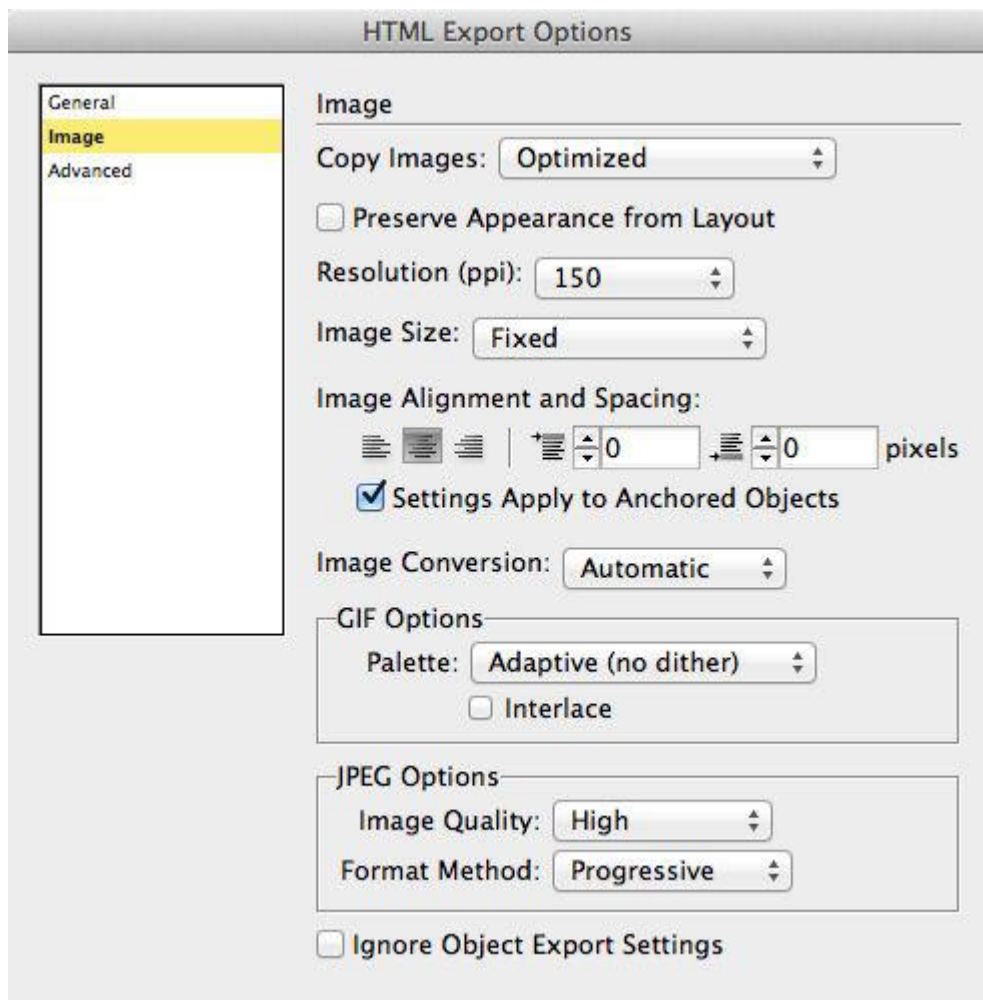 HTML Export Options
General
Image
Advanced
Image
Copy Images: Optimized
Preserve Appearance from Layout
Resolution (ppi): 150
Image Size: Fixed
Image Alignment and Spacing:
0 0 pixels
Settings Apply to Anchored Objects
Image Conversion: Automatic
GIF Options
Palette: Adaptive (no dither)
Interlace
JPEG Options
Image Quality: High
Format Method: Progressive
Ignore Object Export Settings